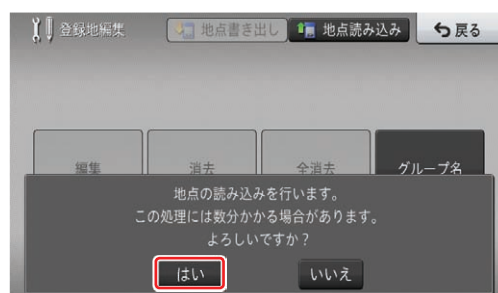 登録地編集 地点書き出し 地点読み込み 戻る
編集 消去 全消去 グループ名
地点の読み込みを行います。
この処理には数分かかる場合があります。
よろしいですか？
はい いいえ